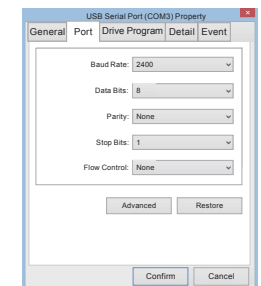 USB Serial Port (COM3) Property
General Port Drive Program Detail Event
Baud Rate: 2400
Data Bits: 8
Parity: None
Stop Bits: 1
Flow Control: None
Advanced Restore
Confirm Cancel